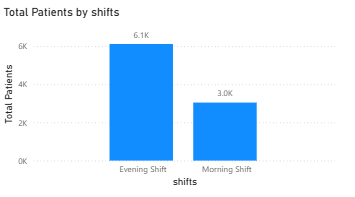 Total Patients by shifts
6.1K
6K
3.0K
4K
2K
0K
Total Patients
Evening Shift
Morning Shift
shifts